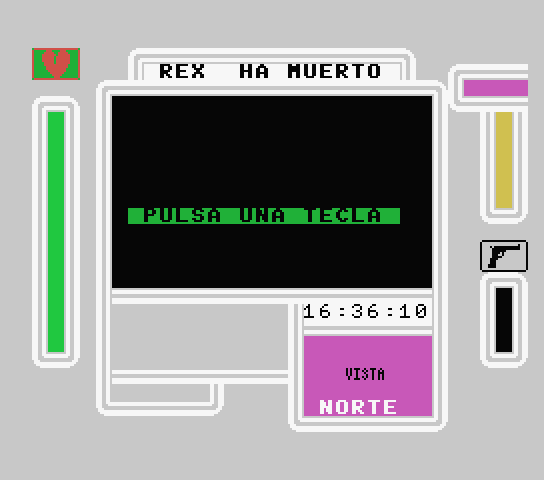 REX HA MUERTO
PULSA UNA TECLA
16:36:10
VISTA
NORTE